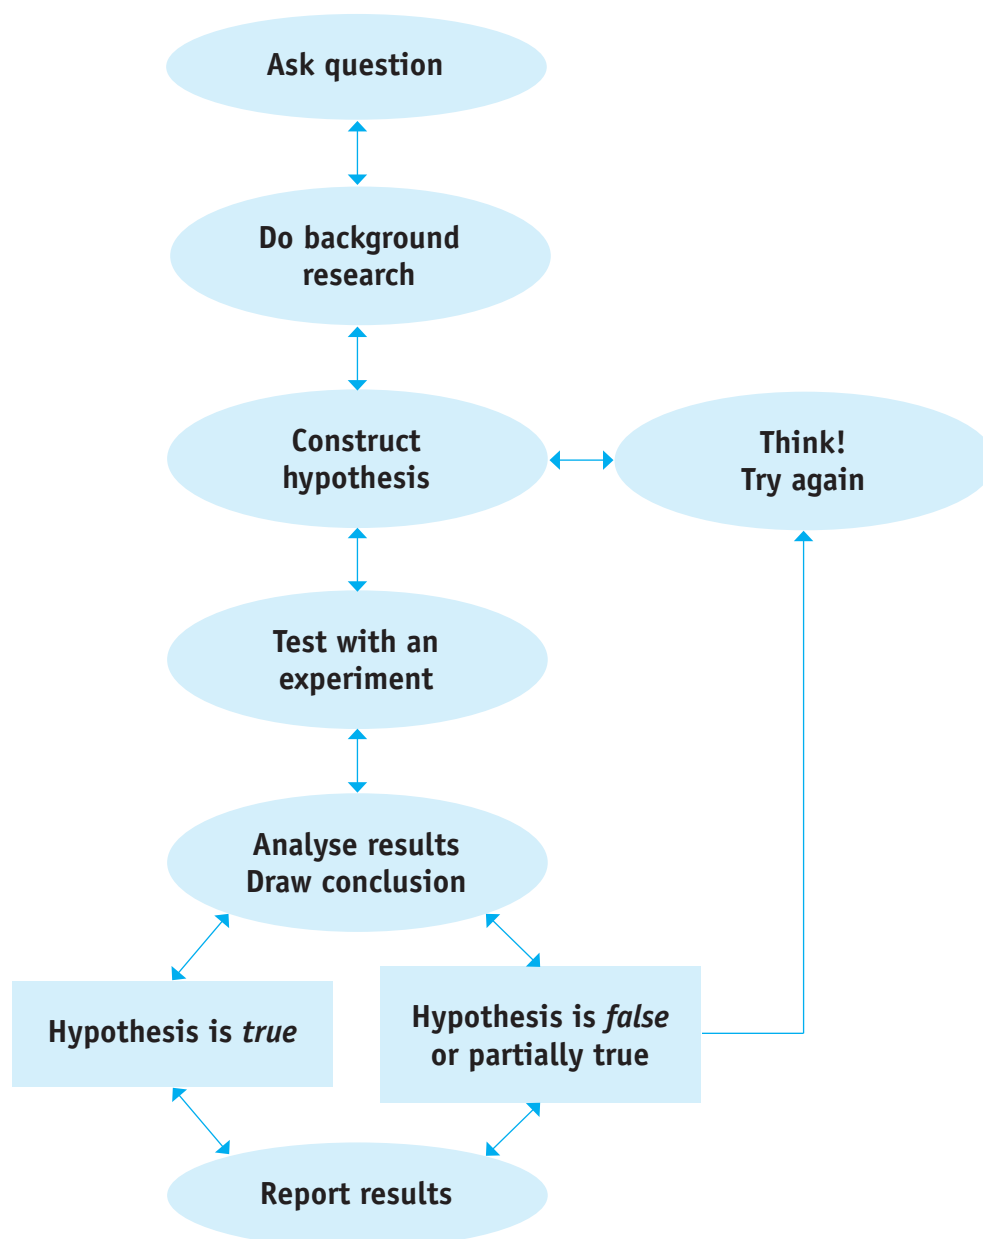 Ask question
Do background
research
Construct
hypothesis
Think!
Try again
Test with an
experiment
Analyse results
Draw conclusion
Hypothesis is true
Hypothesis is false
or partially true
Report results